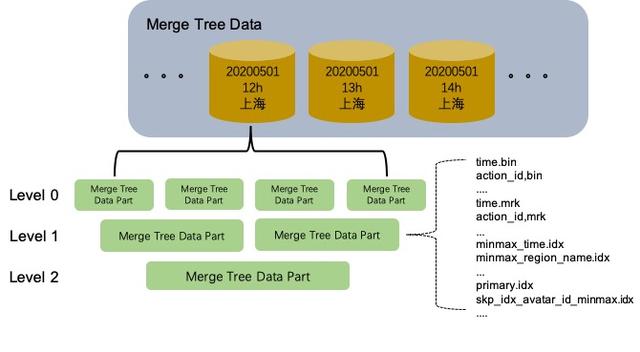 Merge Tree Data
20200501
12h
上海
20200501
13h
上海
20200501
14h
上海
Level 0
Merge Tree
Data Part
Merge Tree
Data Part
Merge Tree
Data Part
Merge Tree
Data Part
Level 1
Merge Tree Data Part
Merge Tree Data Part
Level 2
Merge Tree Data Part
time.bin
action_id,bin
....
time.mrk
action_id,mrk
...
minmax_time.idx
minmax_region_name.idx
...
primary.idx
skp_idx_avatar_id_minmax.idx
....